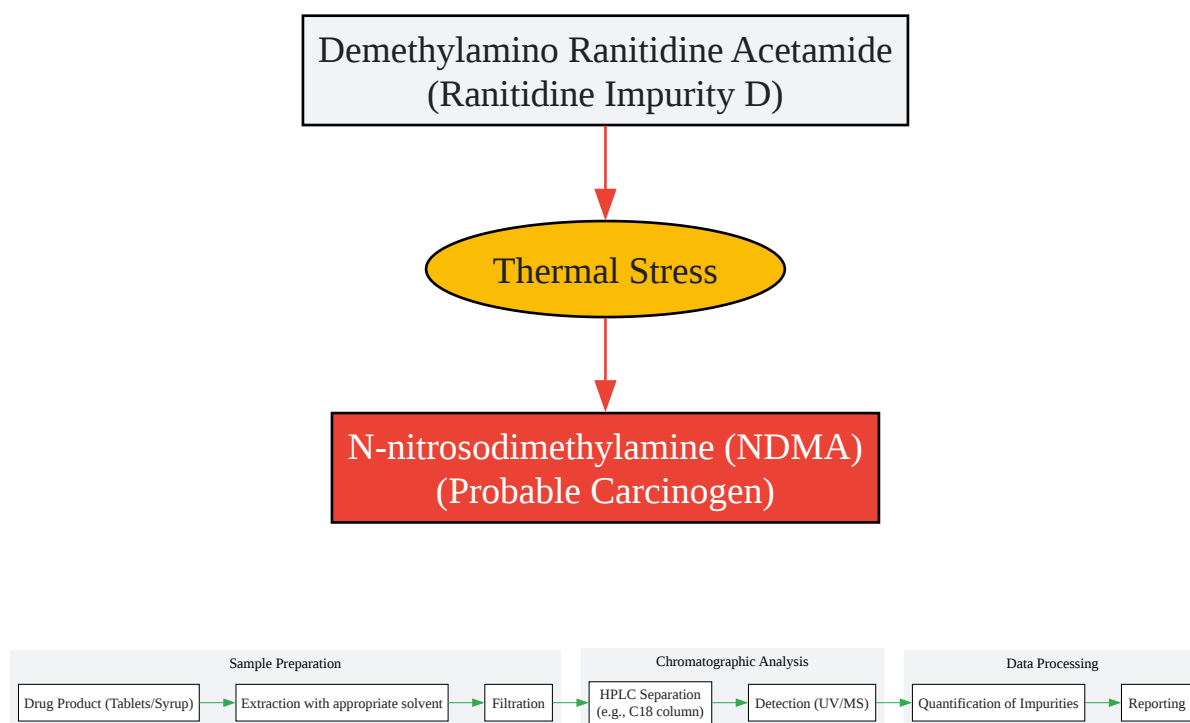 Demethylamino Ranitidine Acetamide
(Ranitidine Impurity D)
Thermal Stress
N-nitrosodimethylamine (NDMA)
(Probable Carcinogen)
Sample Preparation
Drug Product (Tablets/Syrup)
Extraction with appropriate solvent
Filtration
Chromatographic Analysis
HPLC Separation
(e.g., C18 column)
Detection (UV/MS)
Data Processing
Quantification of Impurities
Reporting